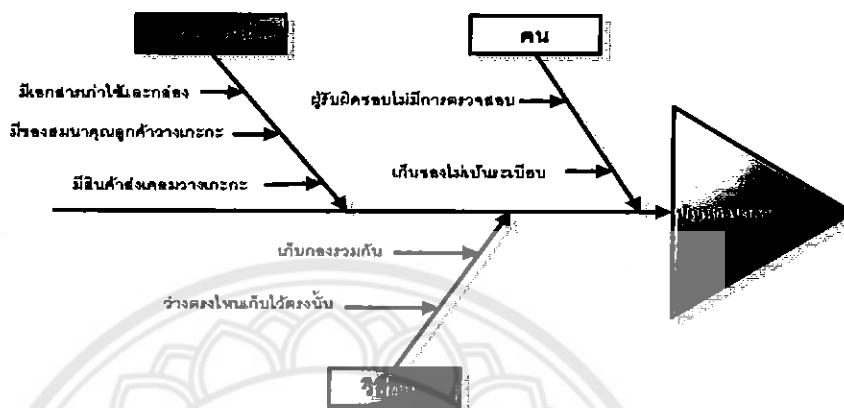 คน
มีเอกสารเก่าใช้และกล่อง
ผู้รับผิดชอบไม่มีการตรวจสอบ
มีของสมนาคุณลูกค้าวางเกะกะ
เก็บของไม่เป็นระเบียบ
มีสินค้าส่งเคลมวางเกะกะ
เก็บกองรวมกัน
ว่างตรงไหนเก็บไว้ตรงนั้น